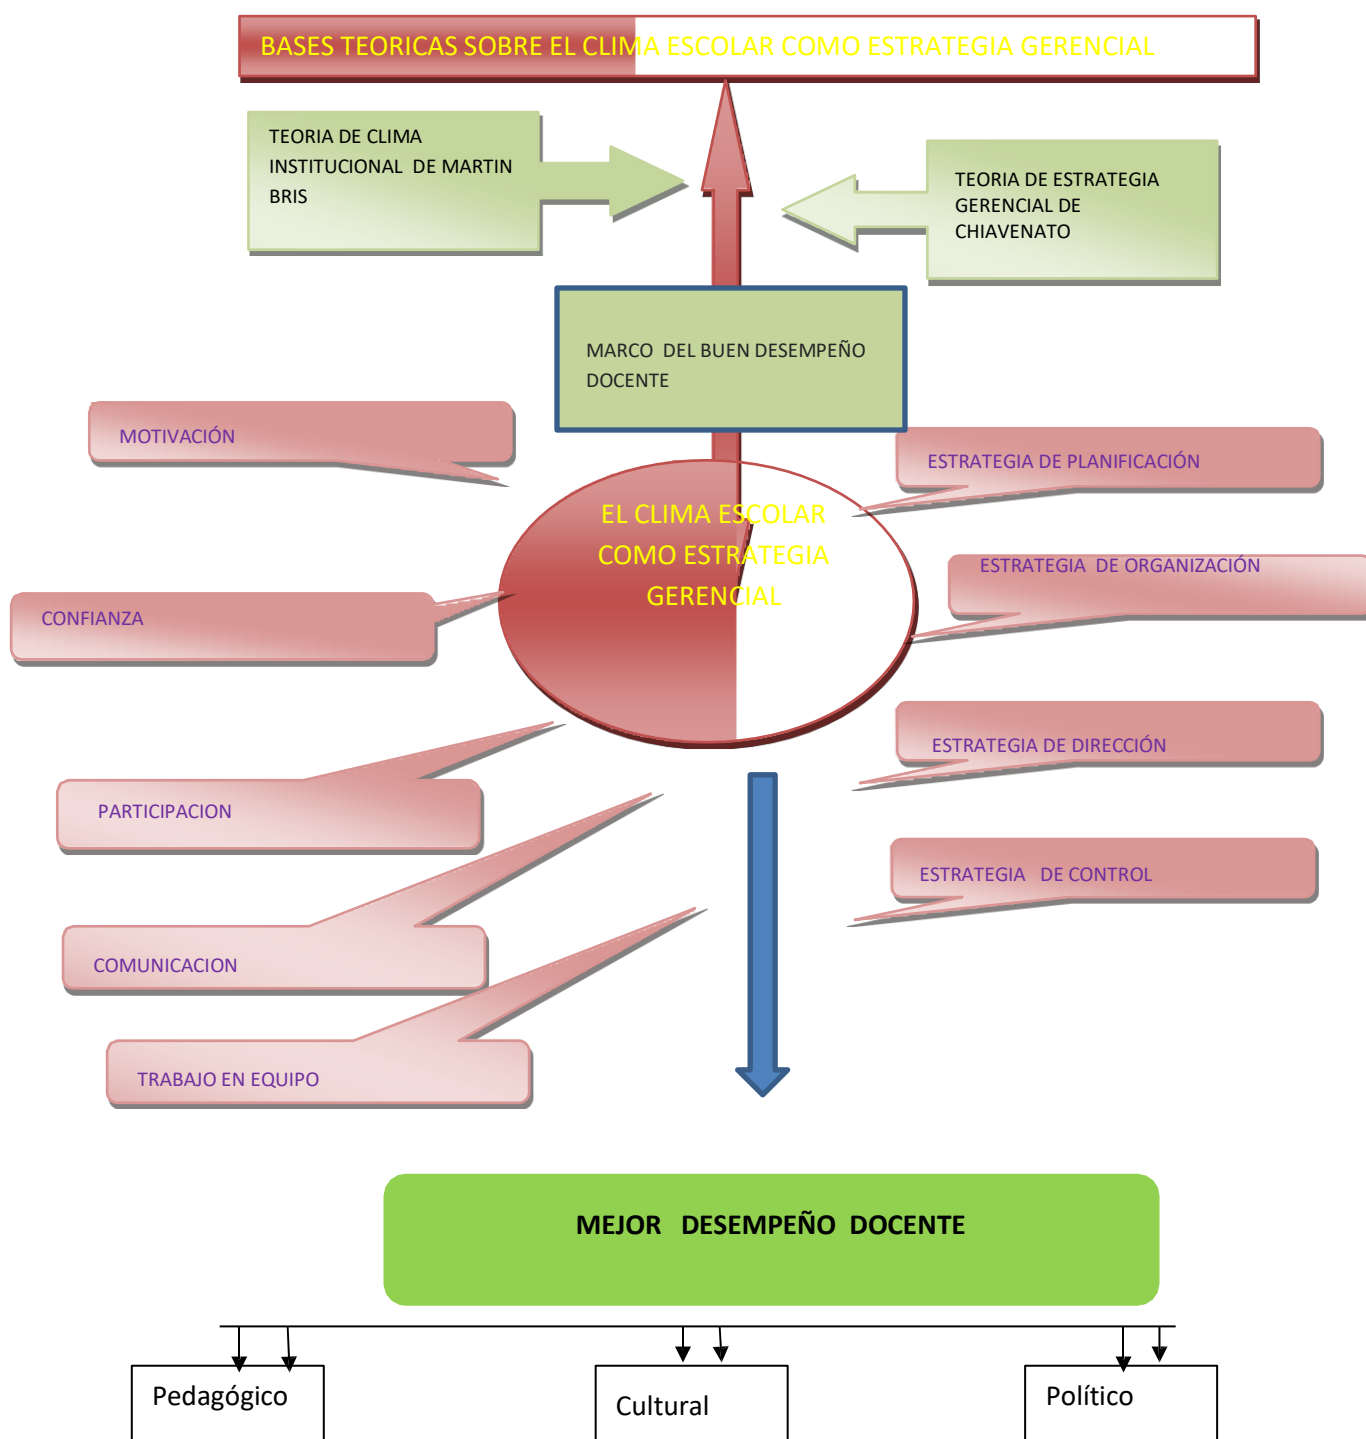 BASES TEORICAS SOBRE EL CLIMA ESCOLAR COMO ESTRATEGIA GERENCIAL
TEORIA DE CLIMA
INSTITUCIONAL DE MARTIN
BRIS
TEORIA DE ESTRATEGIA
GERENCIAL DE
CHIAVENATO
MARCO DEL BUEN DESEMPEÑO
DOCENTE
MOTIVACIÓN
ESTRATEGIA DE PLANIFICACIÓN
EL CLIMA ESCOLAR
COMO ESTRATEGIA
GERENCIAL
ESTRATEGIA DE ORGANIZACIÓN
CONFIANZA
ESTRATEGIA DE DIRECCIÓN
PARTICIPACION
ESTRATEGIA DE CONTROL
COMUNICACION
TRABAJO EN EQUIPO
MEJOR DESEMPEÑO DOCENTE
Pedagógico
Cultural
Político